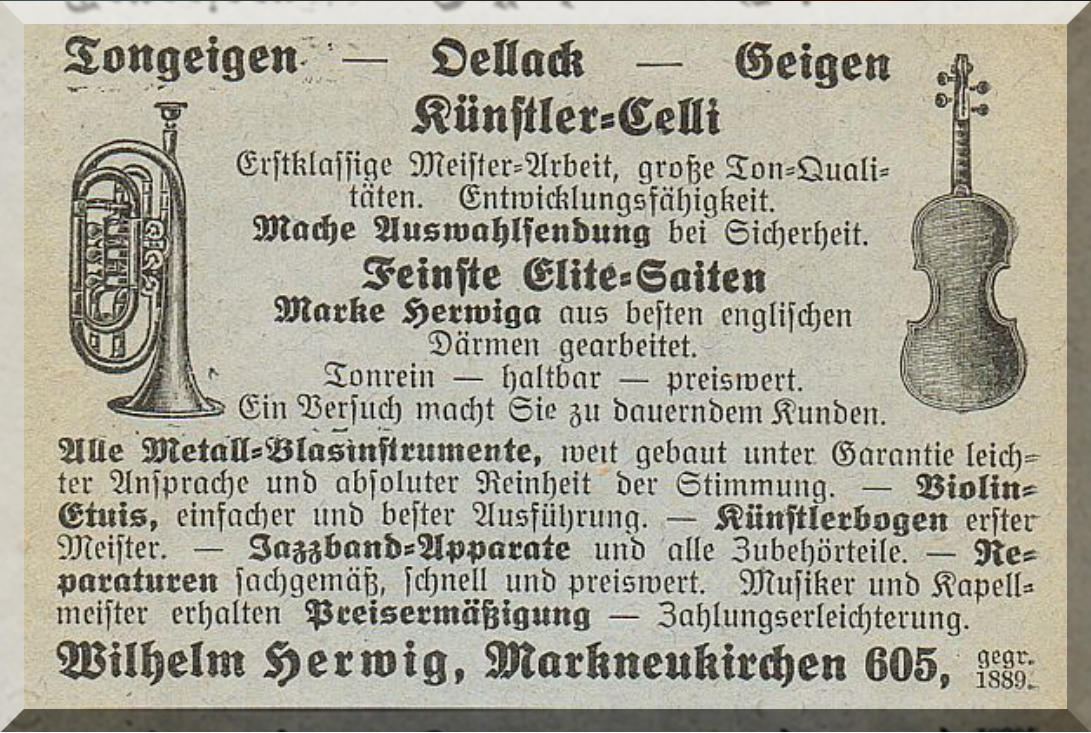 Tongeigen — Oellack — Geigen
Künstler-Celli
Erstklassige Meister-Arbeit, große Ton-Quali-
täten. Entwicklungsfähigkeit.
Mache Auswahlsendung bei Sicherheit.
Feinste Elite-Saiten
Marke Herwiga aus besten englischen
Därmen gearbeitet.
Tonrein — haltbar — preiswert.
Ein Versuch macht Sie zu dauerndem Kunden.
Alle Metall-Blasinstrumente, weit gebaut unter Garantie leich-
ter Ansprache und absoluter Reinheit der Stimmung. — Violin-
Etuis, einfacher und bester Ausführung. — Künstlerbogen erster
Meister. — Jazzband-Apparate und alle Zubehörteile. — Re-
paraturen sachgemäß, schnell und preiswert. Musiker und Kapell-
meister erhalten Preisermäßigung — Zahlungserleichterung.
Wilhelm Herwig, Markneukirchen 605, gegr. 1889.